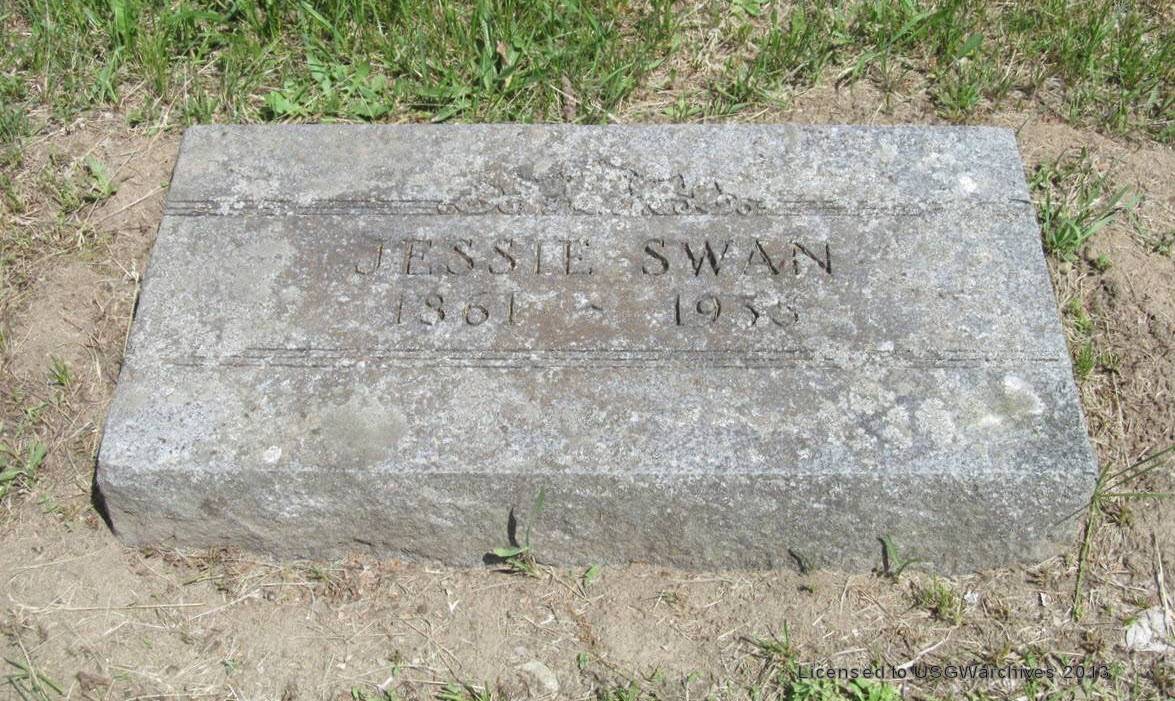 JESSIE SWAN
1861 -
Licensed to USGWarchives 2013